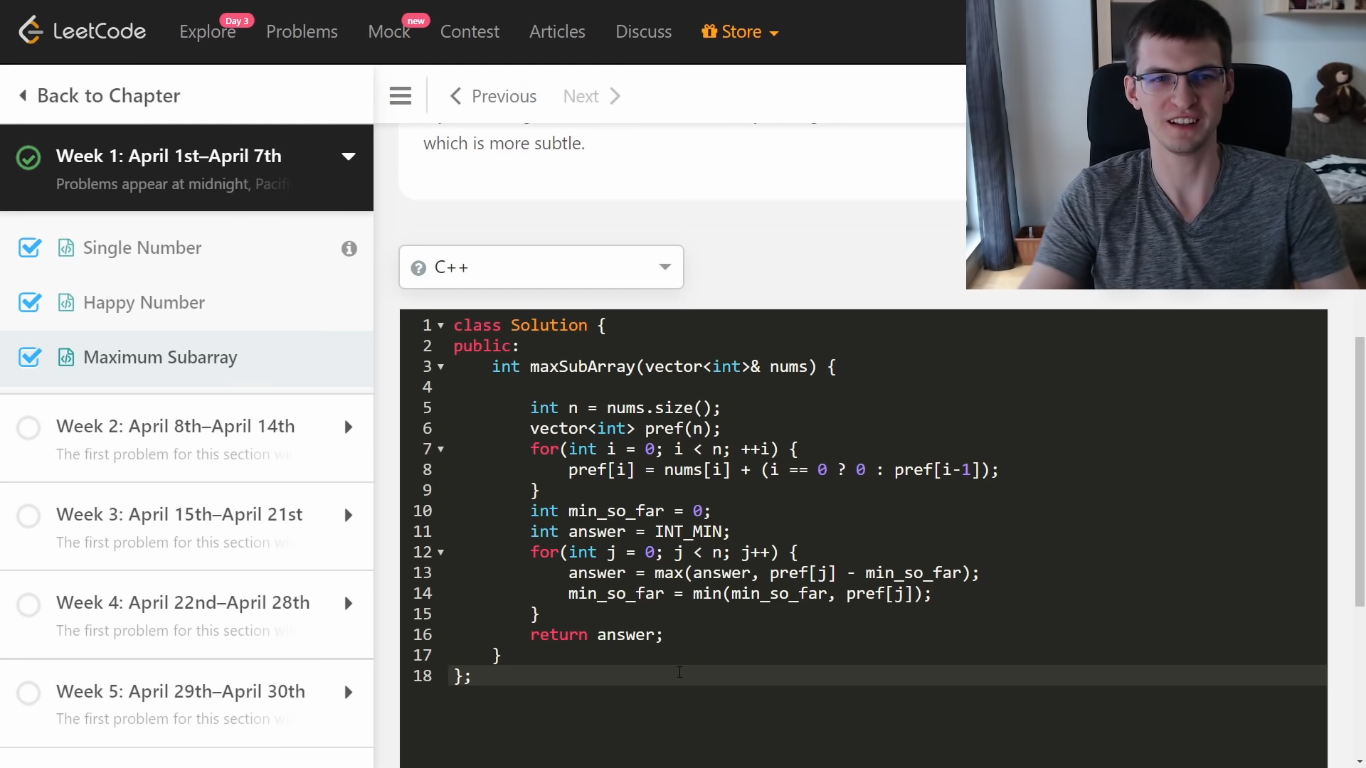 LeetCode
Explore
Day 3
Problems
Mock
new
Contest
Articles
Discuss
Store
Back to Chapter
Previous
Next
Week 1: April 1st–April 7th
Problems appear at midnight, Pacif
which is more subtle.
Single Number
Happy Number
Maximum Subarray
Week 2: April 8th–April 14th
The first problem for this section wi
Week 3: April 15th–April 21st
The first problem for this section wi
Week 4: April 22nd–April 28th
The first problem for this section wi
Week 5: April 29th–April 30th
The first problem for this section wi
C++
1 class Solution {
2 public:
3 int maxSubArray(vector<int>& nums) {
4
5 int n = nums.size();
6 vector<int> pref(n);
7 for(int i = 0; i < n; ++i) {
8 pref[i] = nums[i] + (i == 0 ? 0 : pref[i-1]);
9 }
10 int min_so_far = 0;
11 int answer = INT_MIN;
12 for(int j = 0; j < n; j++) {
13 answer = max(answer, pref[j] - min_so_far);
14 min_so_far = min(min_so_far, pref[j]);
15 }
16 return answer;
17 }
18 };